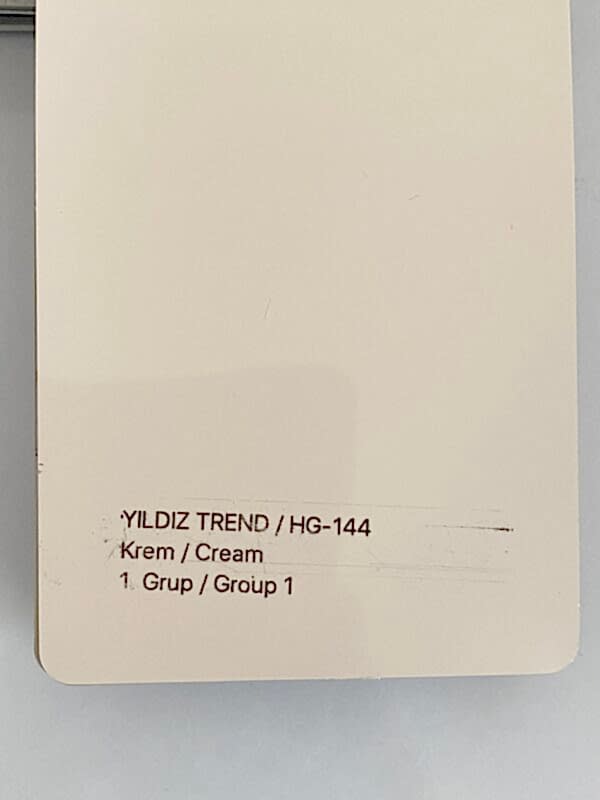 YILDIZ TREND / HG-144
Krem / Cream
1. Grup / Group 1